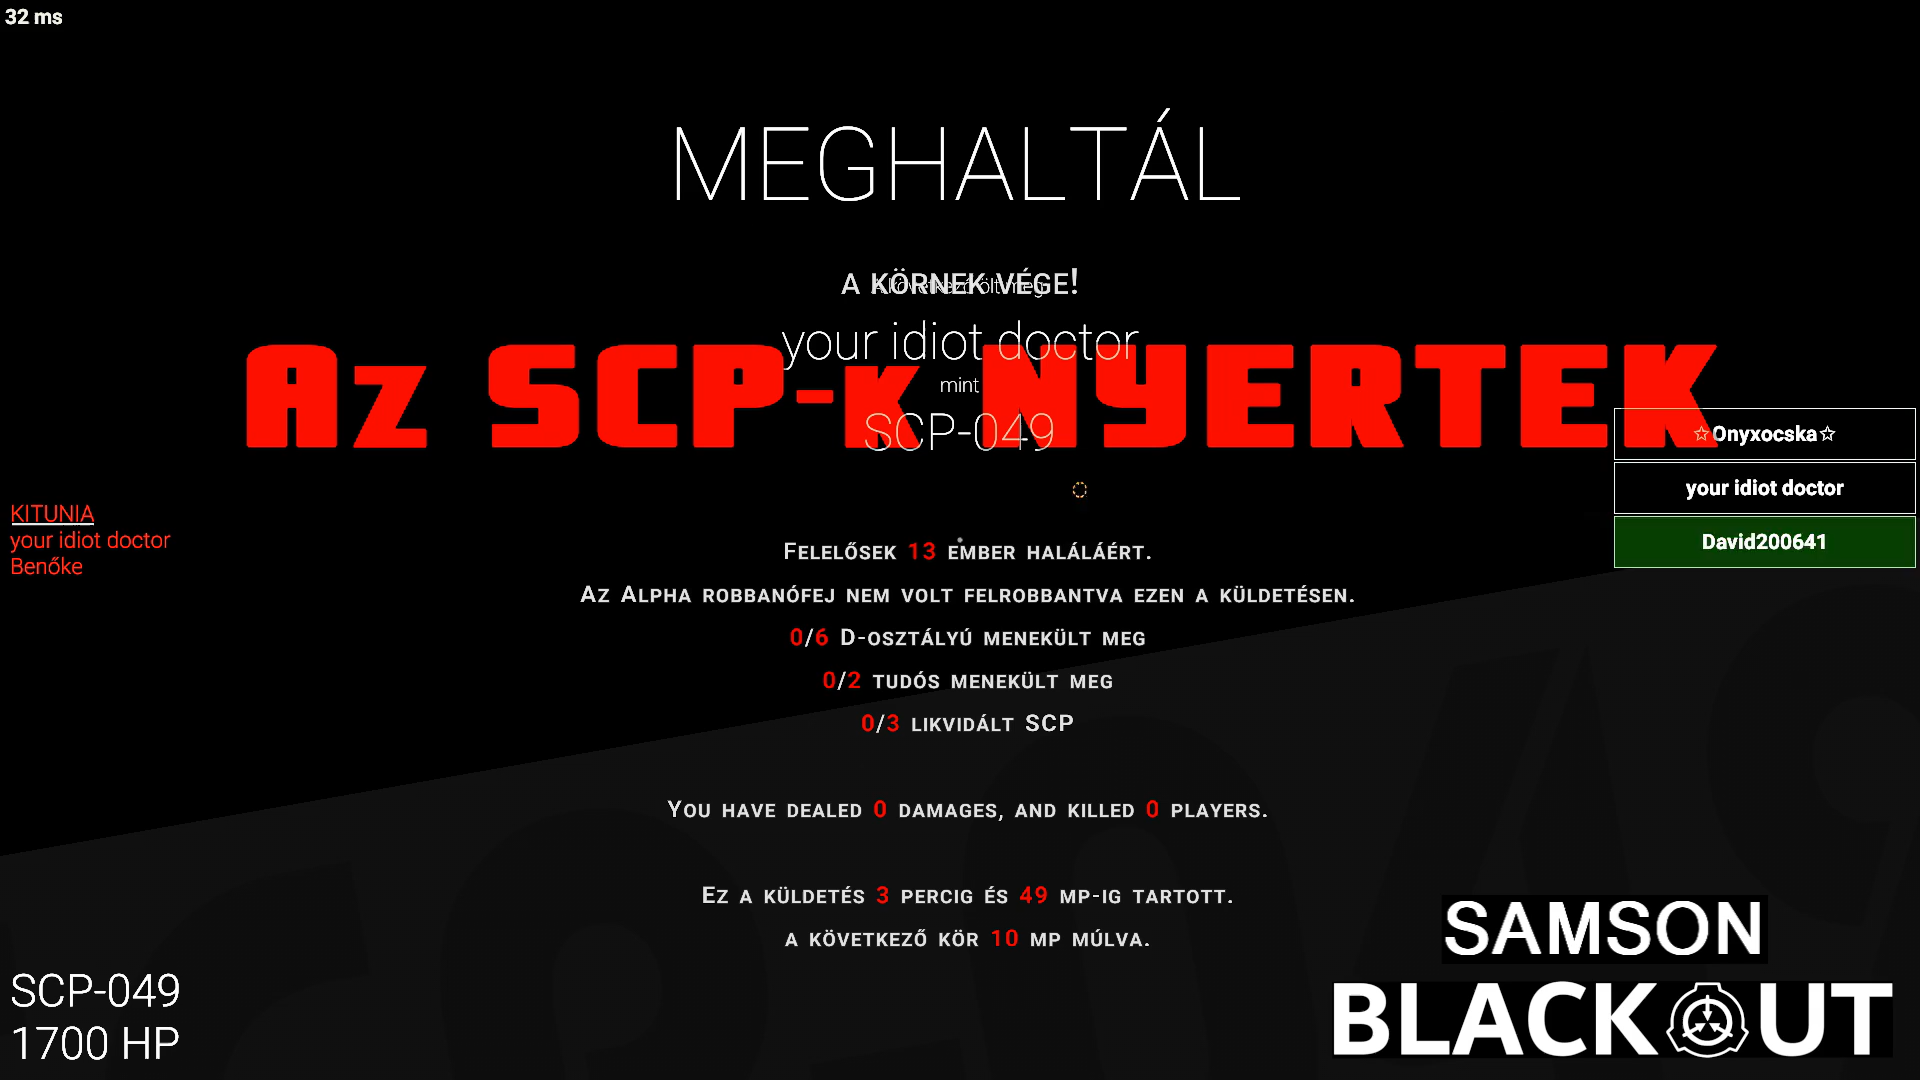 32 ms
MEGHALTÁL
A KÖRNEK VÉGE!
A következő ölt meg:
your idiot doctor
Az SCP-k NYERTEK
mint
SCP-049
☆Onyxocska☆
your idiot doctor
David200641
KITUNIA
your idiot doctor
Benőke
Felelősek 13 ember haláláért.
Az Alpha robbanófej nem volt felrobbantva ezen a küldetésen.
0/6 D-osztályú menekült meg
0/2 tudós menekült meg
0/3 likvidált SCP
You have dealed 0 damages, and killed 0 players.
Ez a küldetés 3 percig és 49 mp-ig tartott.
a következő kör 10 mp múlva.
SCP-049
1700 HP
SAMSON
BLACKOUT